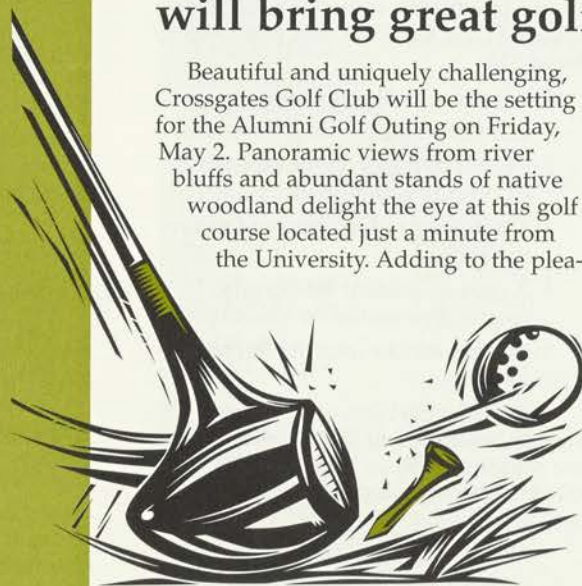 will bring great gol
Beautiful and uniquely challenging,
Crossgates Golf Club will be the setting
for the Alumni Golf Outing on Friday,
May 2. Panoramic views from river
bluffs and abundant stands of native
woodland delight the eye at this golf
course located just a minute from
the University. Adding to the plea-